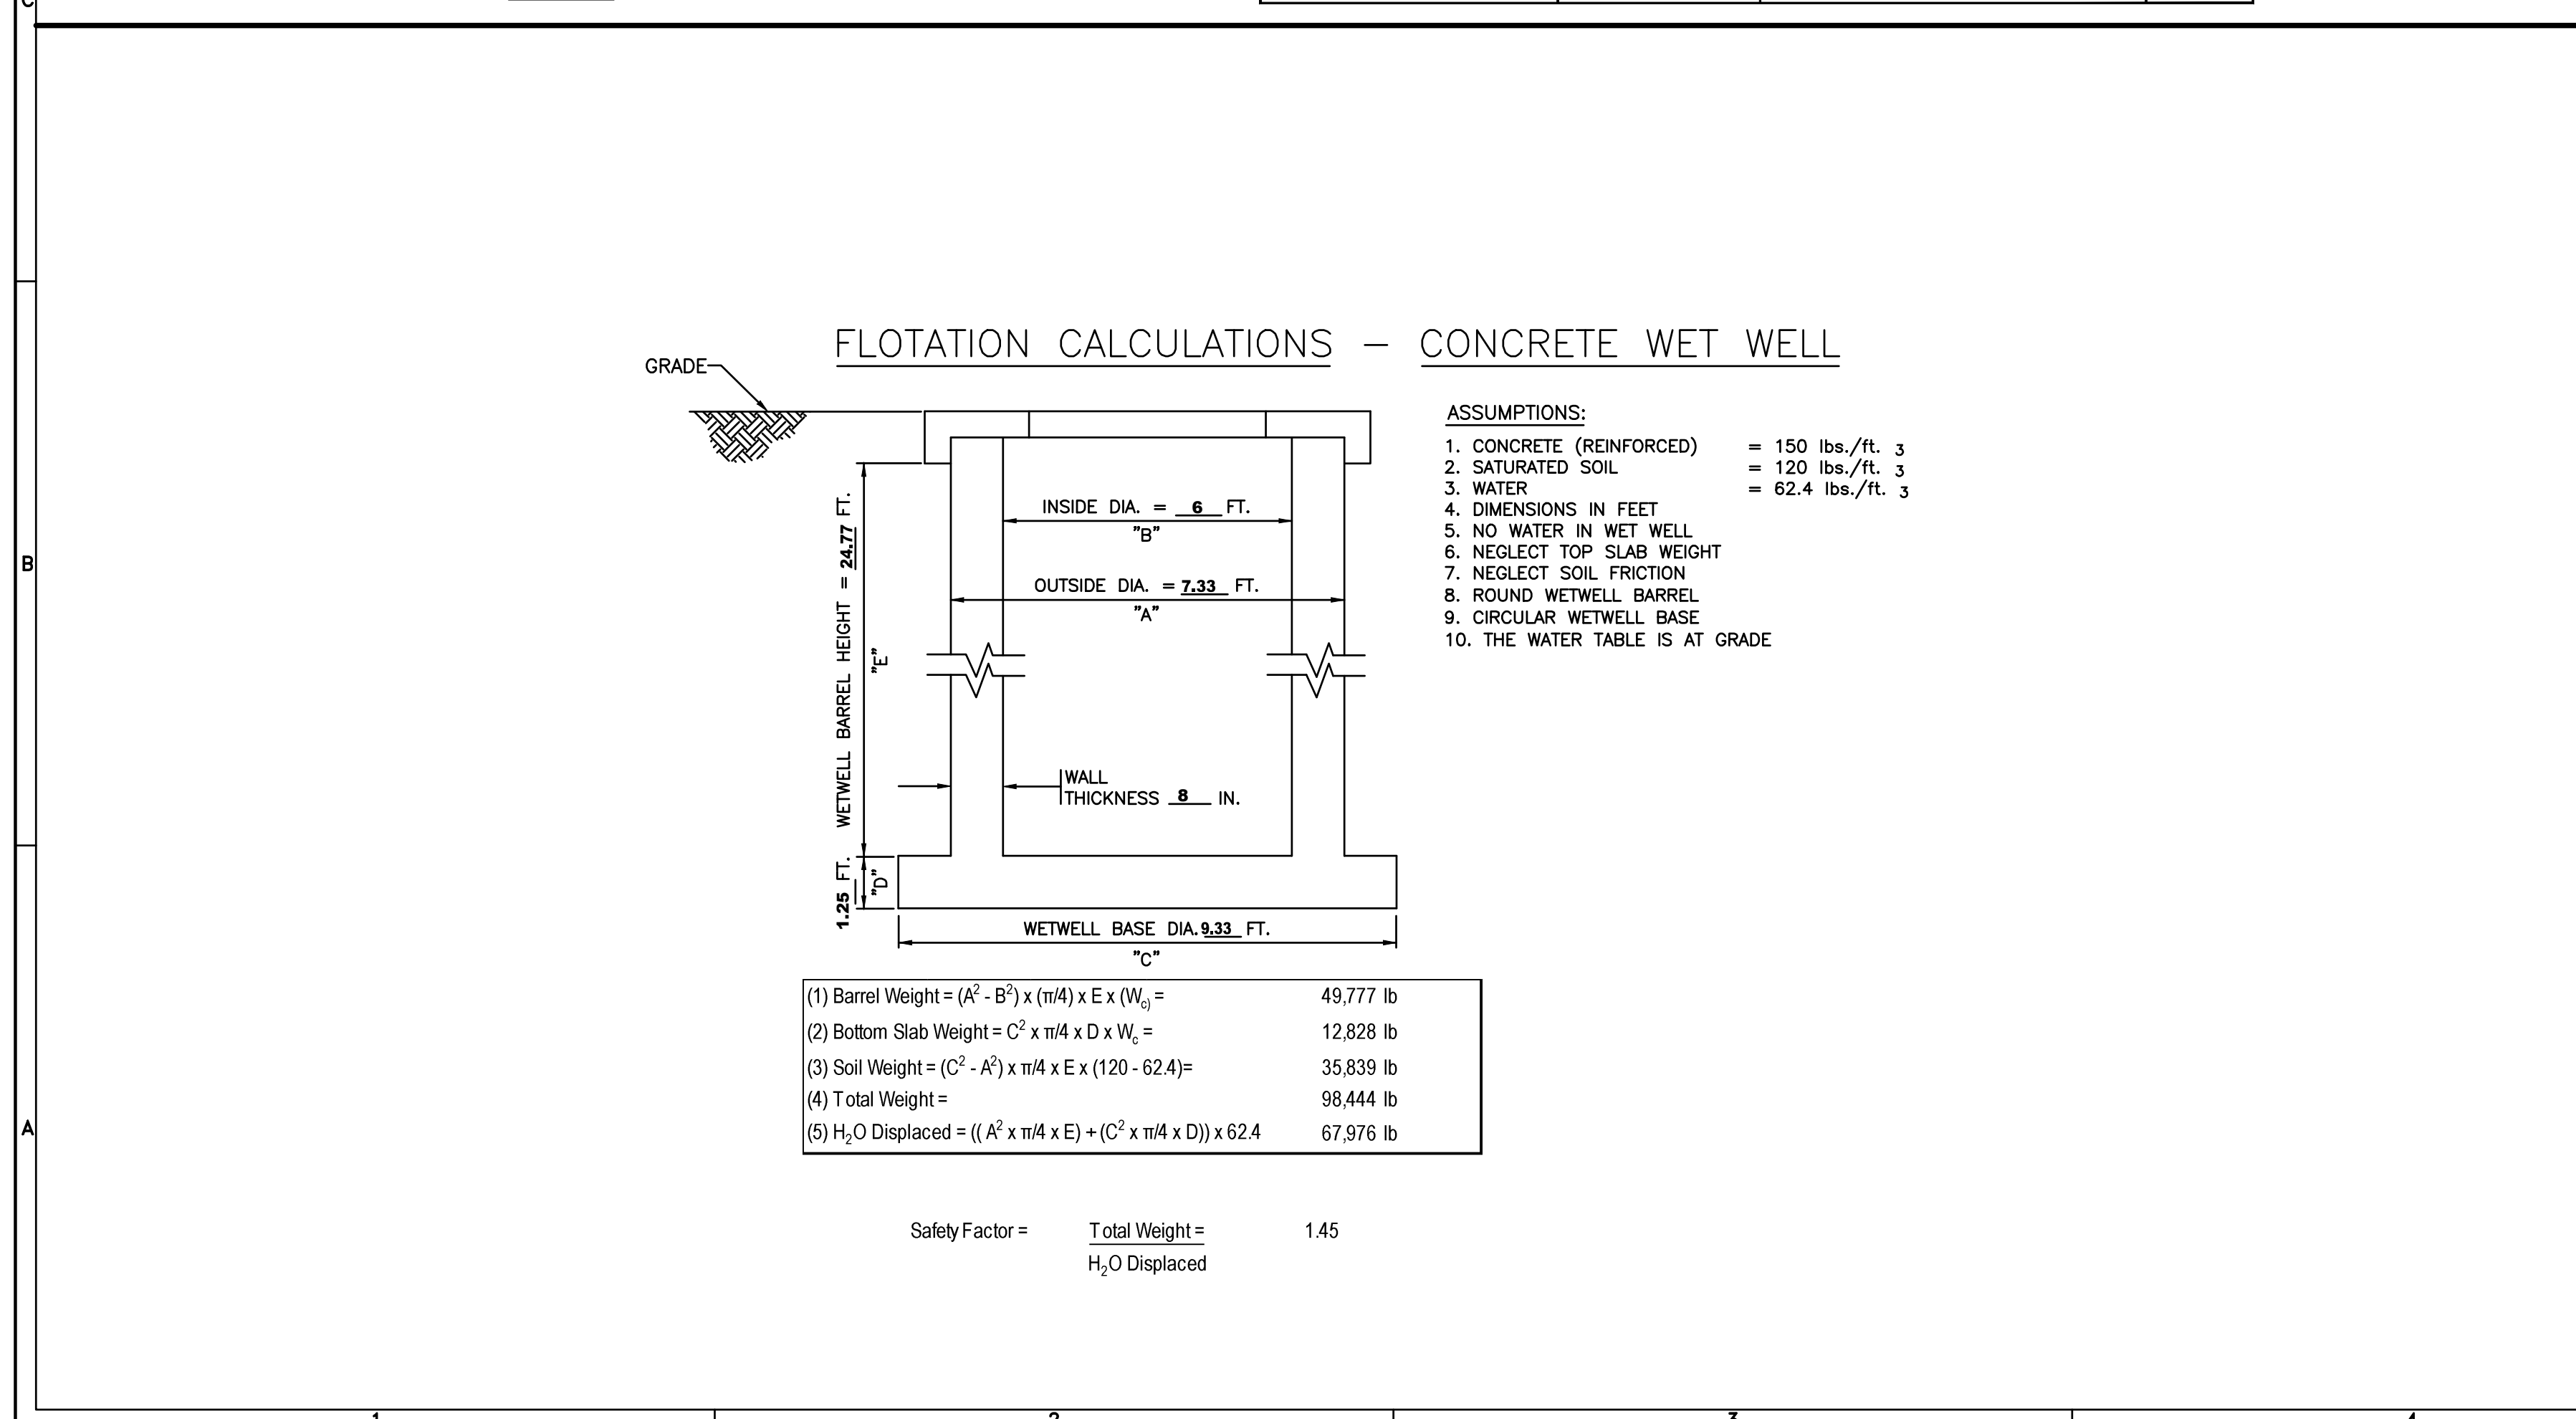 C
FLOTATION CALCULATIONS – CONCRETE WET WELL
GRADE
ASSUMPTIONS:
1. CONCRETE (REINFORCED) = 150 lbs./ft. 3
2. SATURATED SOIL = 120 lbs./ft. 3
3. WATER = 62.4 lbs./ft. 3
4. DIMENSIONS IN FEET
5. NO WATER IN WET WELL
6. NEGLECT TOP SLAB WEIGHT
7. NEGLECT SOIL FRICTION
8. ROUND WETWELL BARREL
9. CIRCULAR WETWELL BASE
10. THE WATER TABLE IS AT GRADE
INSIDE DIA. = 6 FT.
"B"
OUTSIDE DIA. = 7.33 FT.
"A"
WETWELL BARREL HEIGHT = 24.77 FT.
"E"
B
WALL
THICKNESS 8 IN.
1.25 FT.
"D"
WETWELL BASE DIA. 9.33 FT.
"C"
(1) Barrel Weight = (A² - B²) x (π/4) x E x (Wc) = 49,777 lb
(2) Bottom Slab Weight = C² x π/4 x D x Wc = 12,828 lb
(3) Soil Weight = (C² - A²) x π/4 x E x (120 - 62.4)= 35,839 lb
(4) Total Weight = 98,444 lb
(5) H₂O Displaced = (( A² x π/4 x E) + (C² x π/4 x D)) x 62.4 67,976 lb
A
Safety Factor = Total Weight = 1.45
H₂O Displaced
1 2 3 4